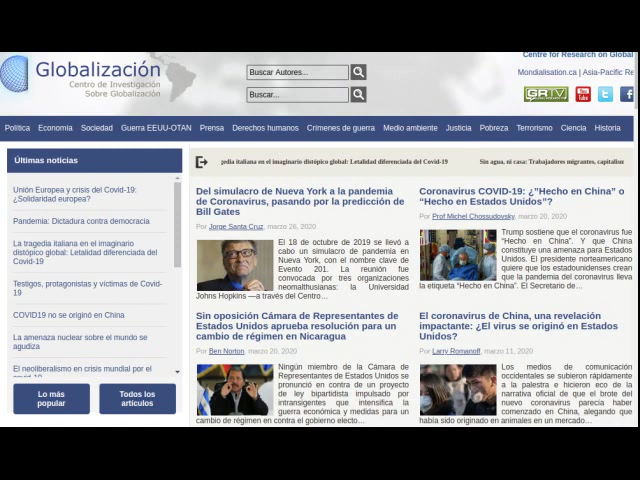 Centre for Research on Global
Globalización
Centro de Investigación
Sobre Globalización
Buscar Autores...
Buscar...
Mondialisation.ca | Asia-Pacific Re
GRTV
You Tube
Política Economía Sociedad Guerra EEUU-OTAN Prensa Derechos humanos Crímenes de guerra Medio ambiente Justicia Pobreza Terrorismo Ciencia Historia
Últimas noticias
Unión Europea y crisis del Covid-19:
¿Solidaridad europea?
Pandemia: Dictadura contra democracia
La tragedia italiana en el imaginario
distópico global: Letalidad diferenciada del
Covid-19
Testigos, protagonistas y víctimas de Covid-
19
COVID19 no se originó en China
La amenaza nuclear sobre el mundo se
agudiza
El neoliberalismo en crisis mundial por el
covid-19
Lo más
popular
Todos los
artículos
pedia italiana en el imaginario distópico global: Letalidad diferenciada del Covid-19
Sin agua, ni casa: Trabajadores migrantes, capitalism
Del simulacro de Nueva York a la pandemia
de Coronavirus, pasando por la predicción de
Bill Gates
Por Jorge Santa Cruz, marzo 26, 2020
El 18 de octubre de 2019 se llevó a
cabo un simulacro de pandemia en
Nueva York, con el nombre clave de
Evento 201. La reunión fue
convocada por tres organizaciones
neomalthusianas: la Universidad
Johns Hopkins —a través del Centro…
Coronavirus COVID-19: ¿”Hecho en China” o
“Hecho en Estados Unidos”?
Por Prof Michel Chossudovsky, marzo 20, 2020
Trump sostiene que el coronavirus fue
“Hecho en China”. Y que China
constituye una amenaza para Estados
Unidos. El presidente norteamericano
quiere que los estadounidenses crean
que la pandemia del coronavirus lleva
la etiqueta “Hecho en China”. El Secretario de…
Sin oposición Cámara de Representantes de
Estados Unidos aprueba resolución para un
cambio de régimen en Nicaragua
Por Ben Norton, marzo 20, 2020
Ningún miembro de la Cámara de
Representantes de Estados Unidos se
pronunció en contra de un proyecto
de ley bipartidista impulsado por
intransigentes que intensifica la
guerra económica y medidas para un
cambio de régimen en contra el gobierno electo…
El coronavirus de China, una revelación
impactante: ¿El virus se originó en Estados
Unidos?
Por Larry Romanoff, marzo 11, 2020
Los medios de comunicación
occidentales se subieron rápidamente
a la palestra e hicieron eco de la
narrativa oficial de que el brote del
nuevo coronavirus parecía haber
comenzado en China, alegando que
había sido originado en animales en un mercado…